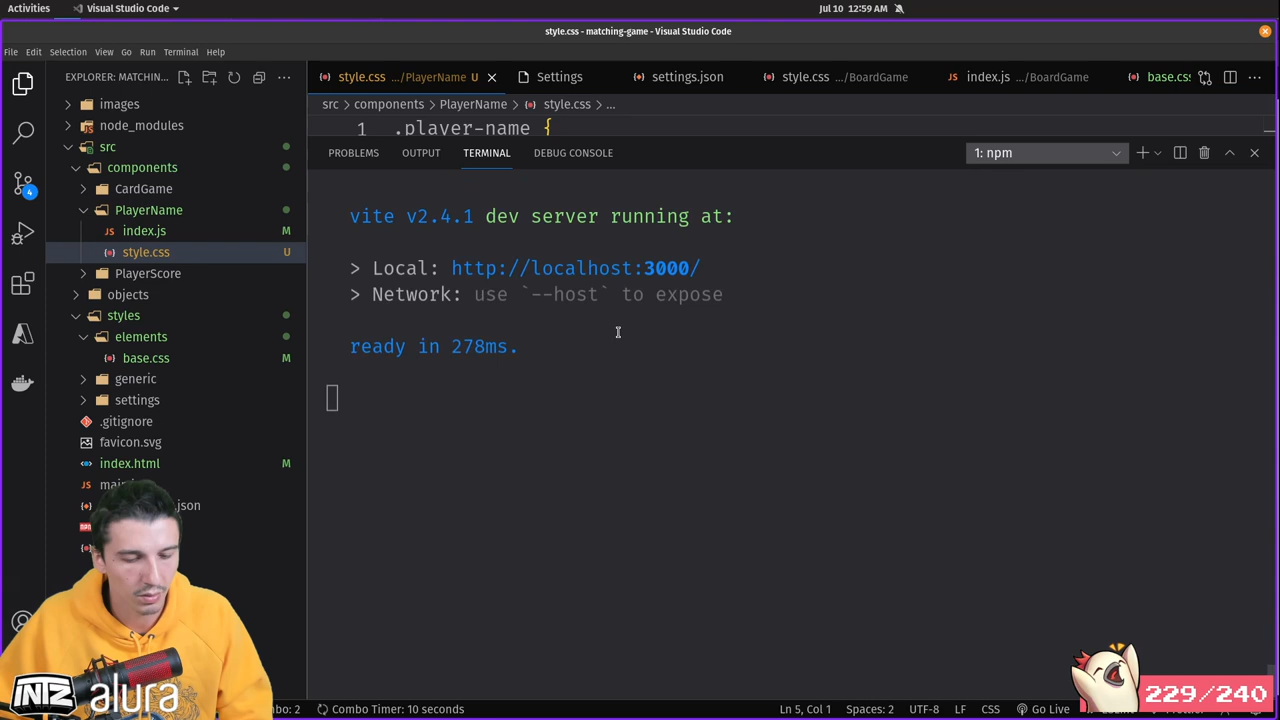 Activities
Visual Studio Code
Jul 10 12:59 AM
style.css - matching-game - Visual Studio Code
File Edit Selection View Go Run Terminal Help
EXPLORER: MATCHIN...
style.css .../PlayerName U
Settings
settings.json
style.css .../BoardGame
index.js .../BoardGame
base.css
images
node_modules
src
components
CardGame
PlayerName
index.js M
style.css U
PlayerScore
objects
styles
elements
base.css M
generic
settings
.gitignore
favicon.svg
index.html M
JS
.json
src > components > PlayerName > style.css > ...
1 .player-name {
PROBLEMS OUTPUT TERMINAL DEBUG CONSOLE
1: npm
vite v2.4.1 dev server running at:
> Local: http://localhost:3000/
> Network: use `--host` to expose
ready in 278ms.
4
INTZ alura
229/240
Combo Timer: 10 seconds
Ln 5, Col 1 Spaces: 2 UTF-8 LF CSS Go Live